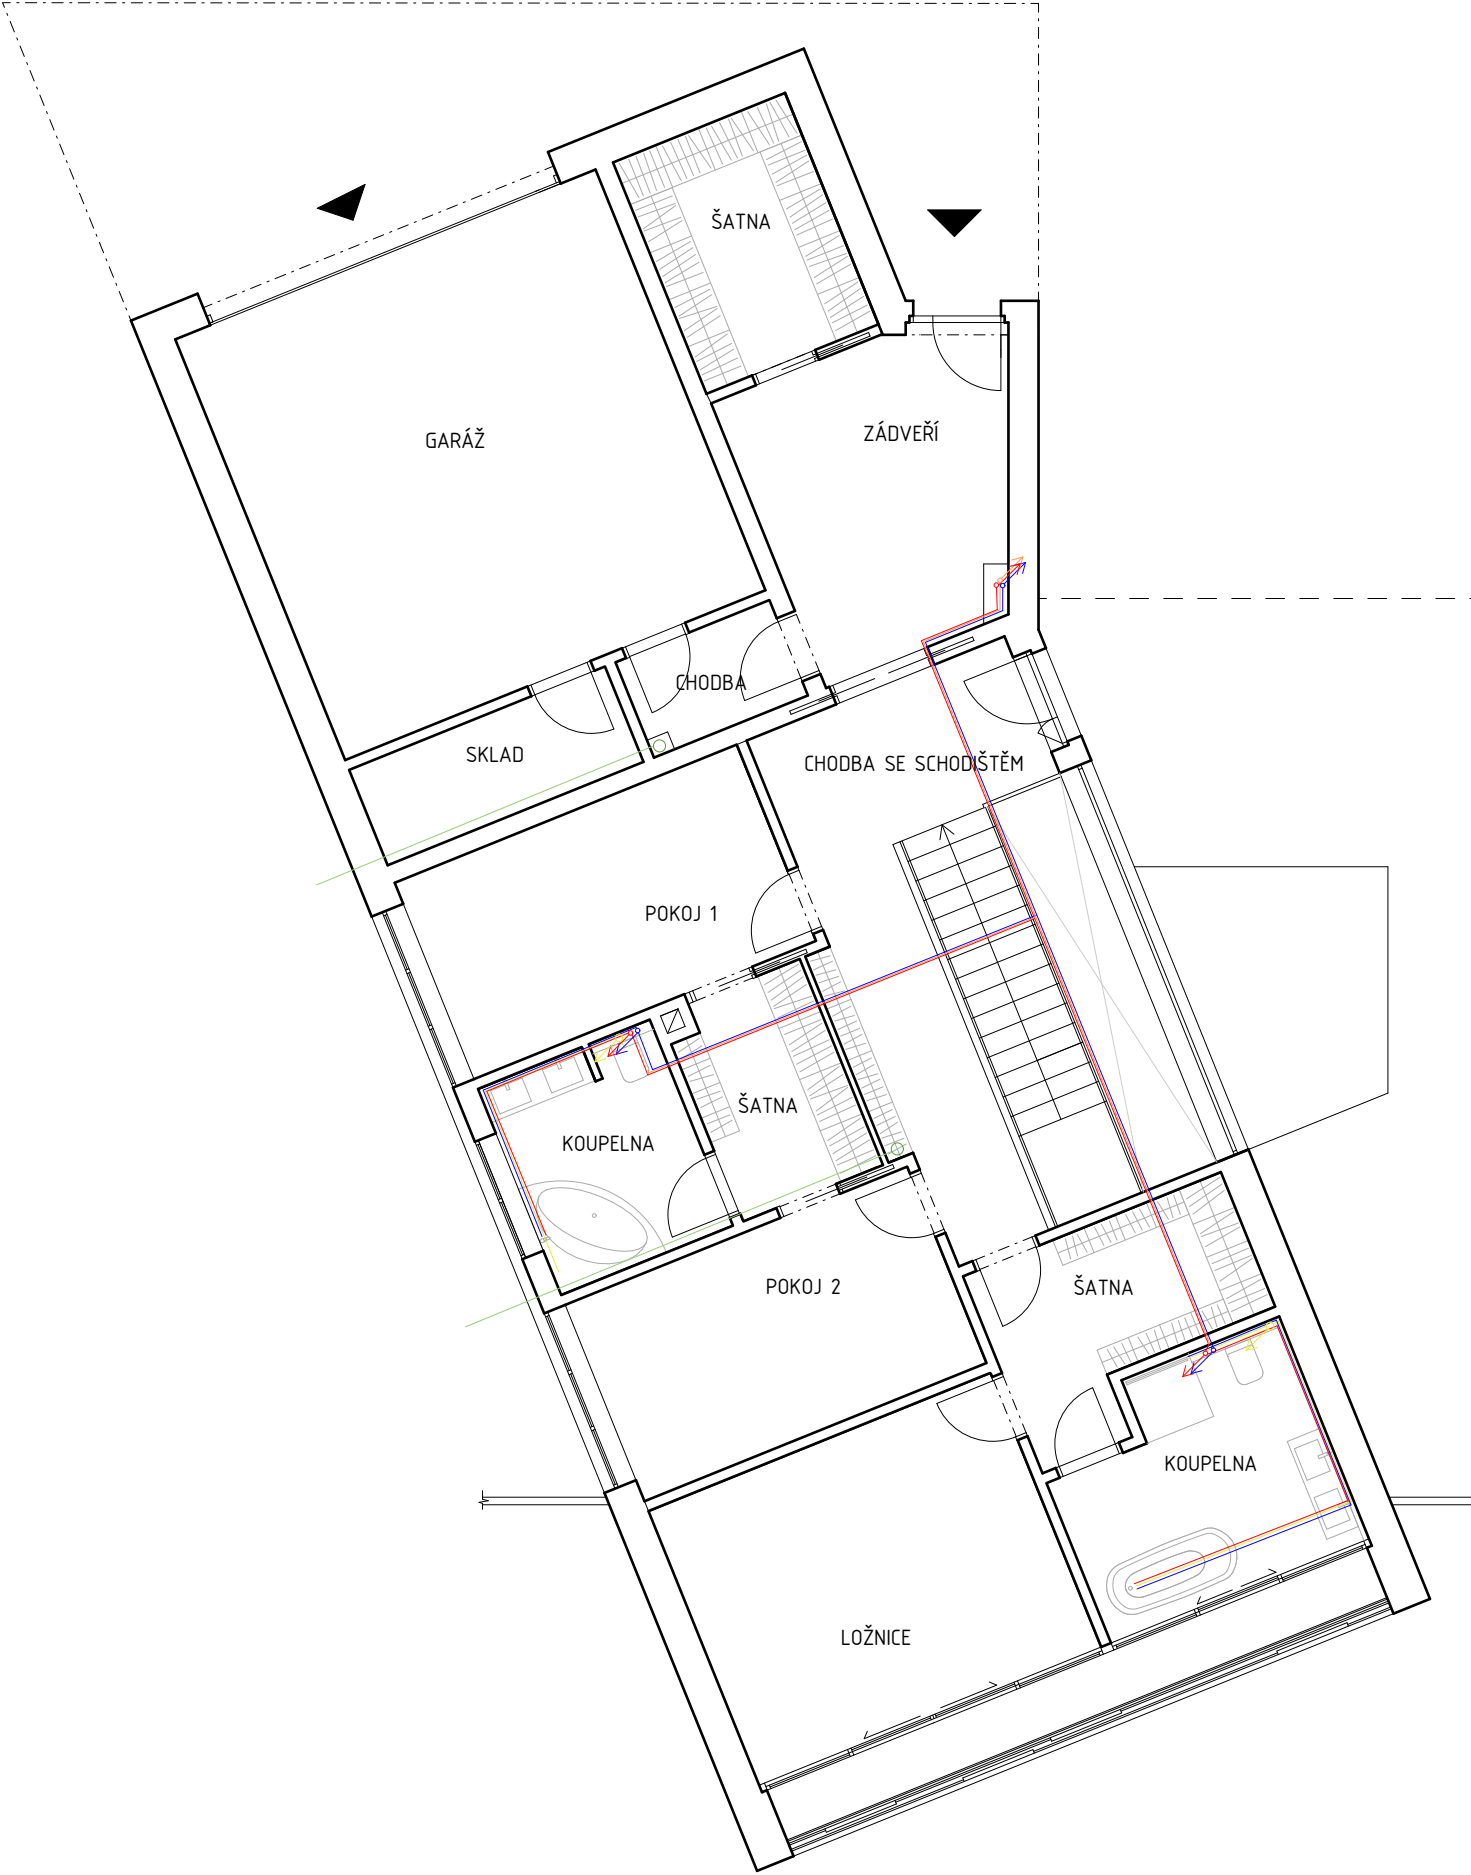 ŠATNA
ZÁDVEŘÍ
GARÁŽ
CHODBA
SKLAD
CHODBA SE SCHODIŠTĚM
POKOJ 1
ŠATNA
KOUPELNA
POKOJ 2
ŠATNA
KOUPELNA
LOŽNICE